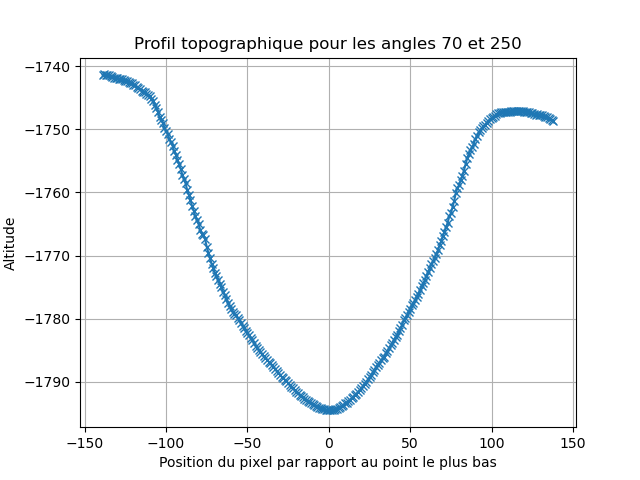 Profil topographique pour les angles 70 et 250
−1740
−1750
−1760
−1770
−1780
−1790
Altitude
−150 −100 −50 0 50 100 150
Position du pixel par rapport au point le plus bas